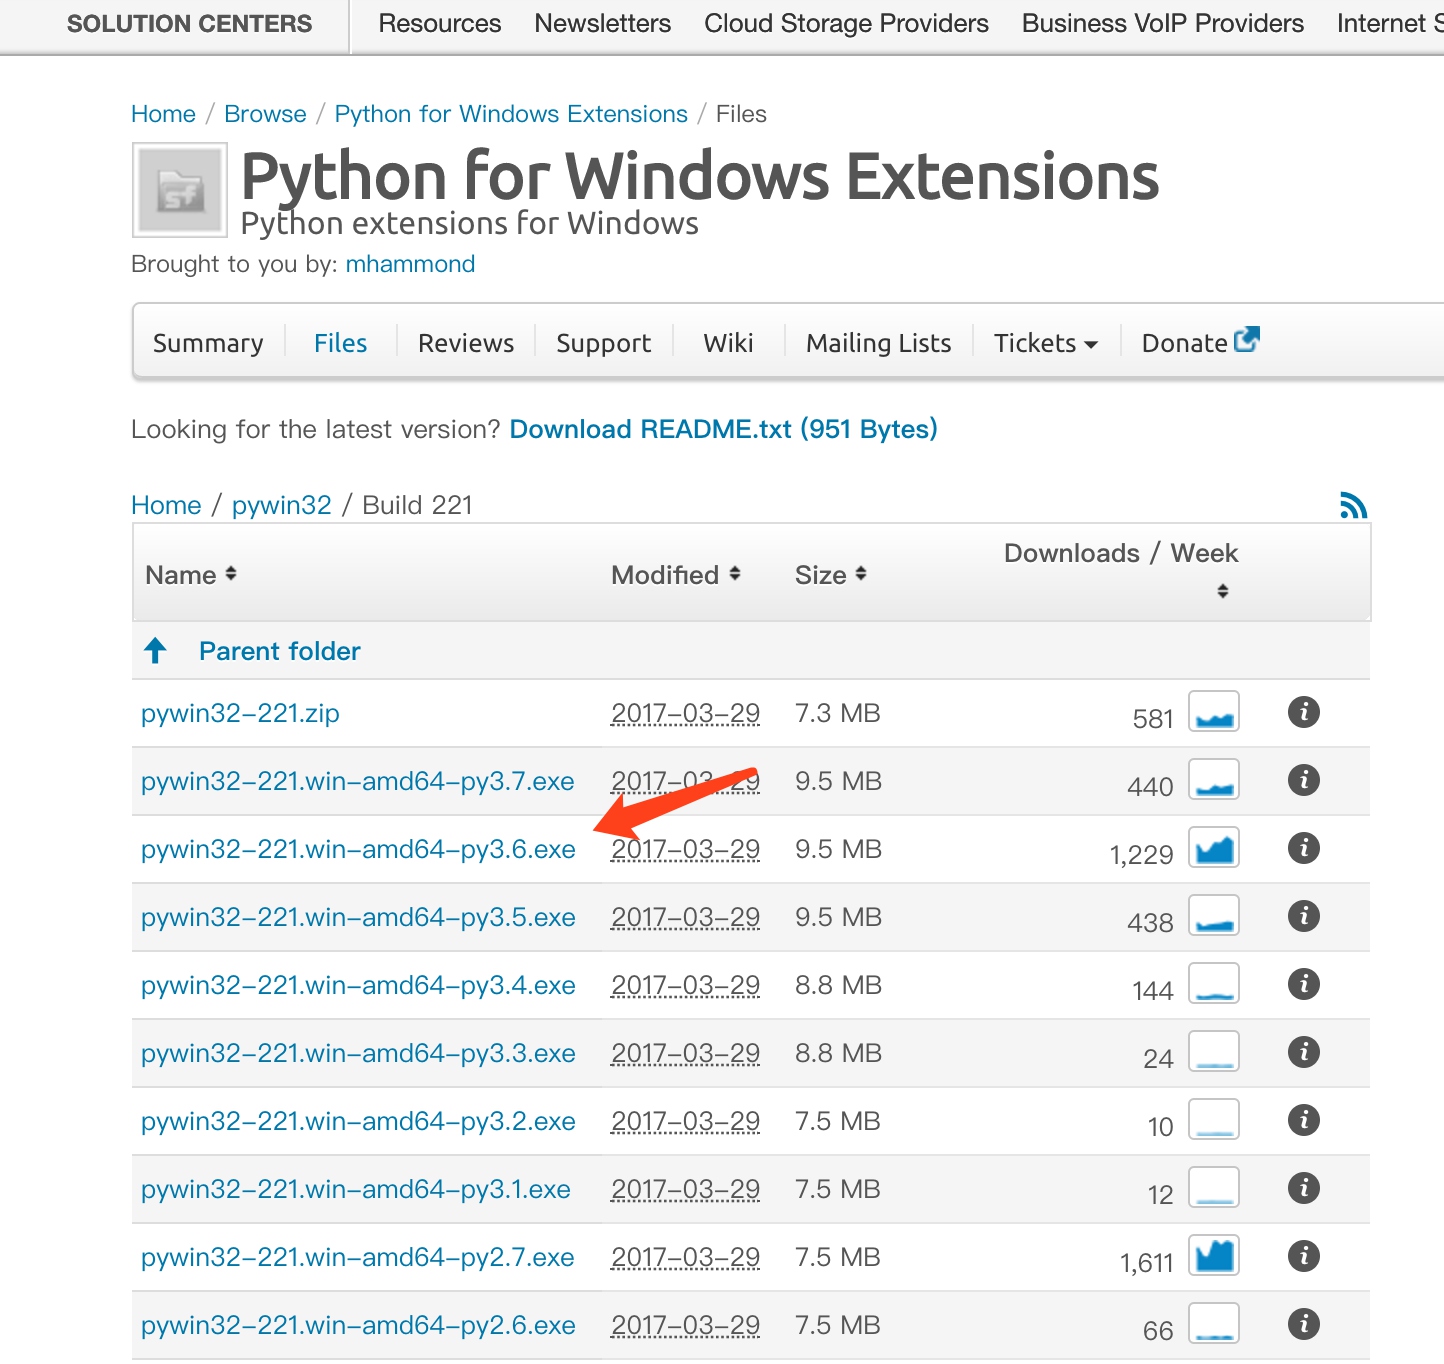 SOLUTION CENTERS Resources Newsletters Cloud Storage Providers Business VoIP Providers Internet S
Home / Browse / Python for Windows Extensions / Files
sf
Python for Windows Extensions
Python extensions for Windows
Brought to you by: mhammond
Summary Files Reviews Support Wiki Mailing Lists Tickets Donate
Looking for the latest version? Download README.txt (951 Bytes)
Home / pywin32 / Build 221
Name Modified Size Downloads / Week
Parent folder
pywin32-221.zip 2017-03-29 7.3 MB 581 i
pywin32-221.win-amd64-py3.7.exe 2017-03-29 9.5 MB 440 i
pywin32-221.win-amd64-py3.6.exe 2017-03-29 9.5 MB 1,229 i
pywin32-221.win-amd64-py3.5.exe 2017-03-29 9.5 MB 438 i
pywin32-221.win-amd64-py3.4.exe 2017-03-29 8.8 MB 144 i
pywin32-221.win-amd64-py3.3.exe 2017-03-29 8.8 MB 24 i
pywin32-221.win-amd64-py3.2.exe 2017-03-29 7.5 MB 10 i
pywin32-221.win-amd64-py3.1.exe 2017-03-29 7.5 MB 12 i
pywin32-221.win-amd64-py2.7.exe 2017-03-29 7.5 MB 1,611 i
pywin32-221.win-amd64-py2.6.exe 2017-03-29 7.5 MB 66 i